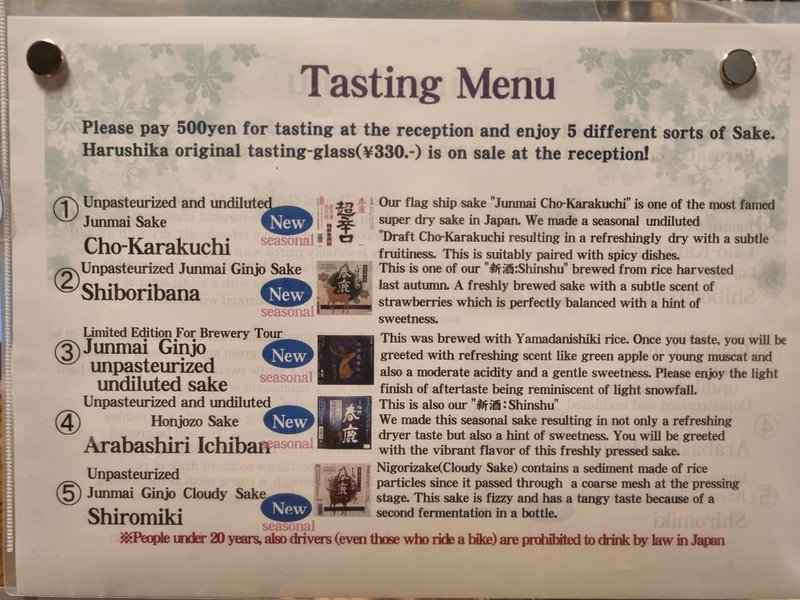 Tasting Menu
Please pay 500yen for tasting at the reception and enjoy 5 different sorts of Sake.
Harushika original tasting-glass(¥330.-) is on sale at the reception!
① Unpasteurized and undiluted
Junmai Sake
Cho-Karakuchi
New
seasonal
超辛口
Our flag ship sake "Junmai Cho-Karakuchi" is one of the most famed
super dry sake in Japan. We made a seasonal undiluted
"Draft Cho-Karakuchi resulting in a refreshingly dry with a subtle
fruitiness. This is suitably paired with spicy dishes.
② Unpasteurized Junmai Ginjo Sake
Shiboribana
New
seasonal
春鹿
This is one of our "新酒:Shinshu" brewed from rice harvested
last autumn. A freshly brewed sake with a subtle scent of
strawberries which is perfectly balanced with a hint of
sweetness.
Limited Edition For Brewery Tour
③ Junmai Ginjo
unpasteurized
undiluted sake
New
seasonal
This was brewed with Yamadanishiki rice. Once you taste, you will be
greeted with refreshing scent like green apple or young muscat and
also a moderate acidity and a gentle sweetness. Please enjoy the light
finish of aftertaste being reminiscent of light snowfall.
④ Unpasteurized and undiluted
Honjozo Sake
Arabashiri Ichiban
New
seasonal
春鹿
This is also our "新酒:Shinshu"
We made this seasonal sake resulting in not only a refreshing
dryer taste but also a hint of sweetness. You will be greeted
with the vibrant flavor of this freshly pressed sake.
⑤ Unpasteurized
Junmai Ginjo Cloudy Sake
Shiromiki
New
seasonal
春鹿
Nigorizake(Cloudy Sake) contains a sediment made of rice
particles since it passed through a coarse mesh at the pressing
stage. This sake is fizzy and has a tangy taste because of a
second fermentation in a bottle.
※People under 20 years, also drivers (even those who ride a bike) are prohibited to drink by law in Japan